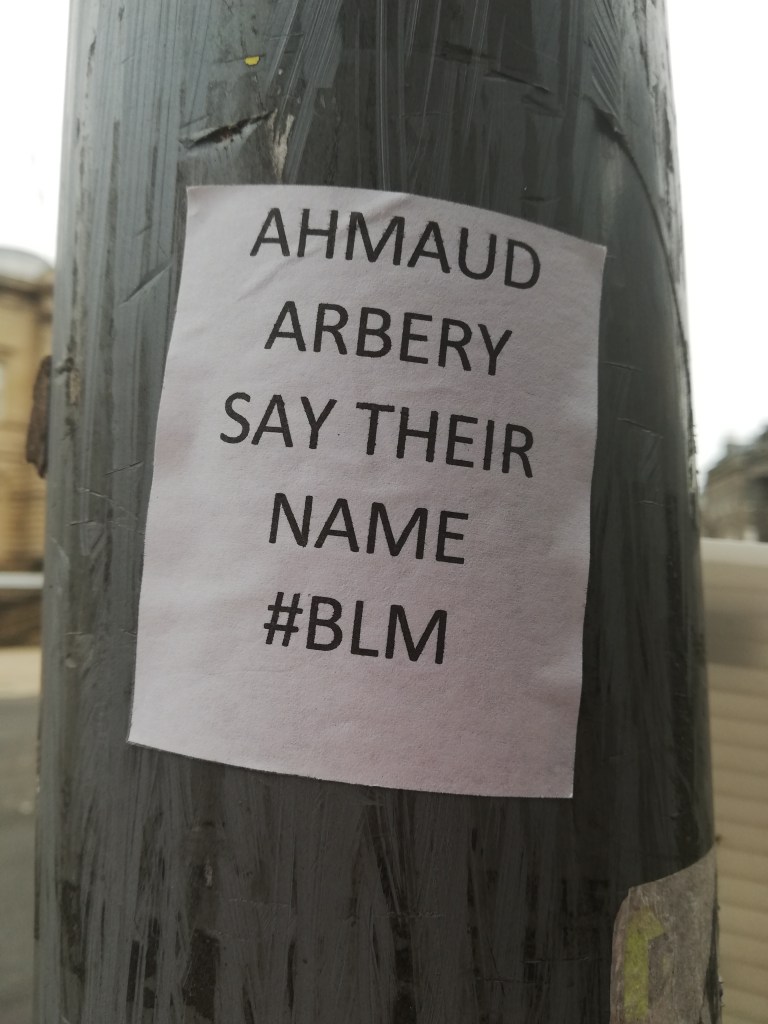 AHMAUD
ARBERY
SAY THEIR
NAME
#BLM